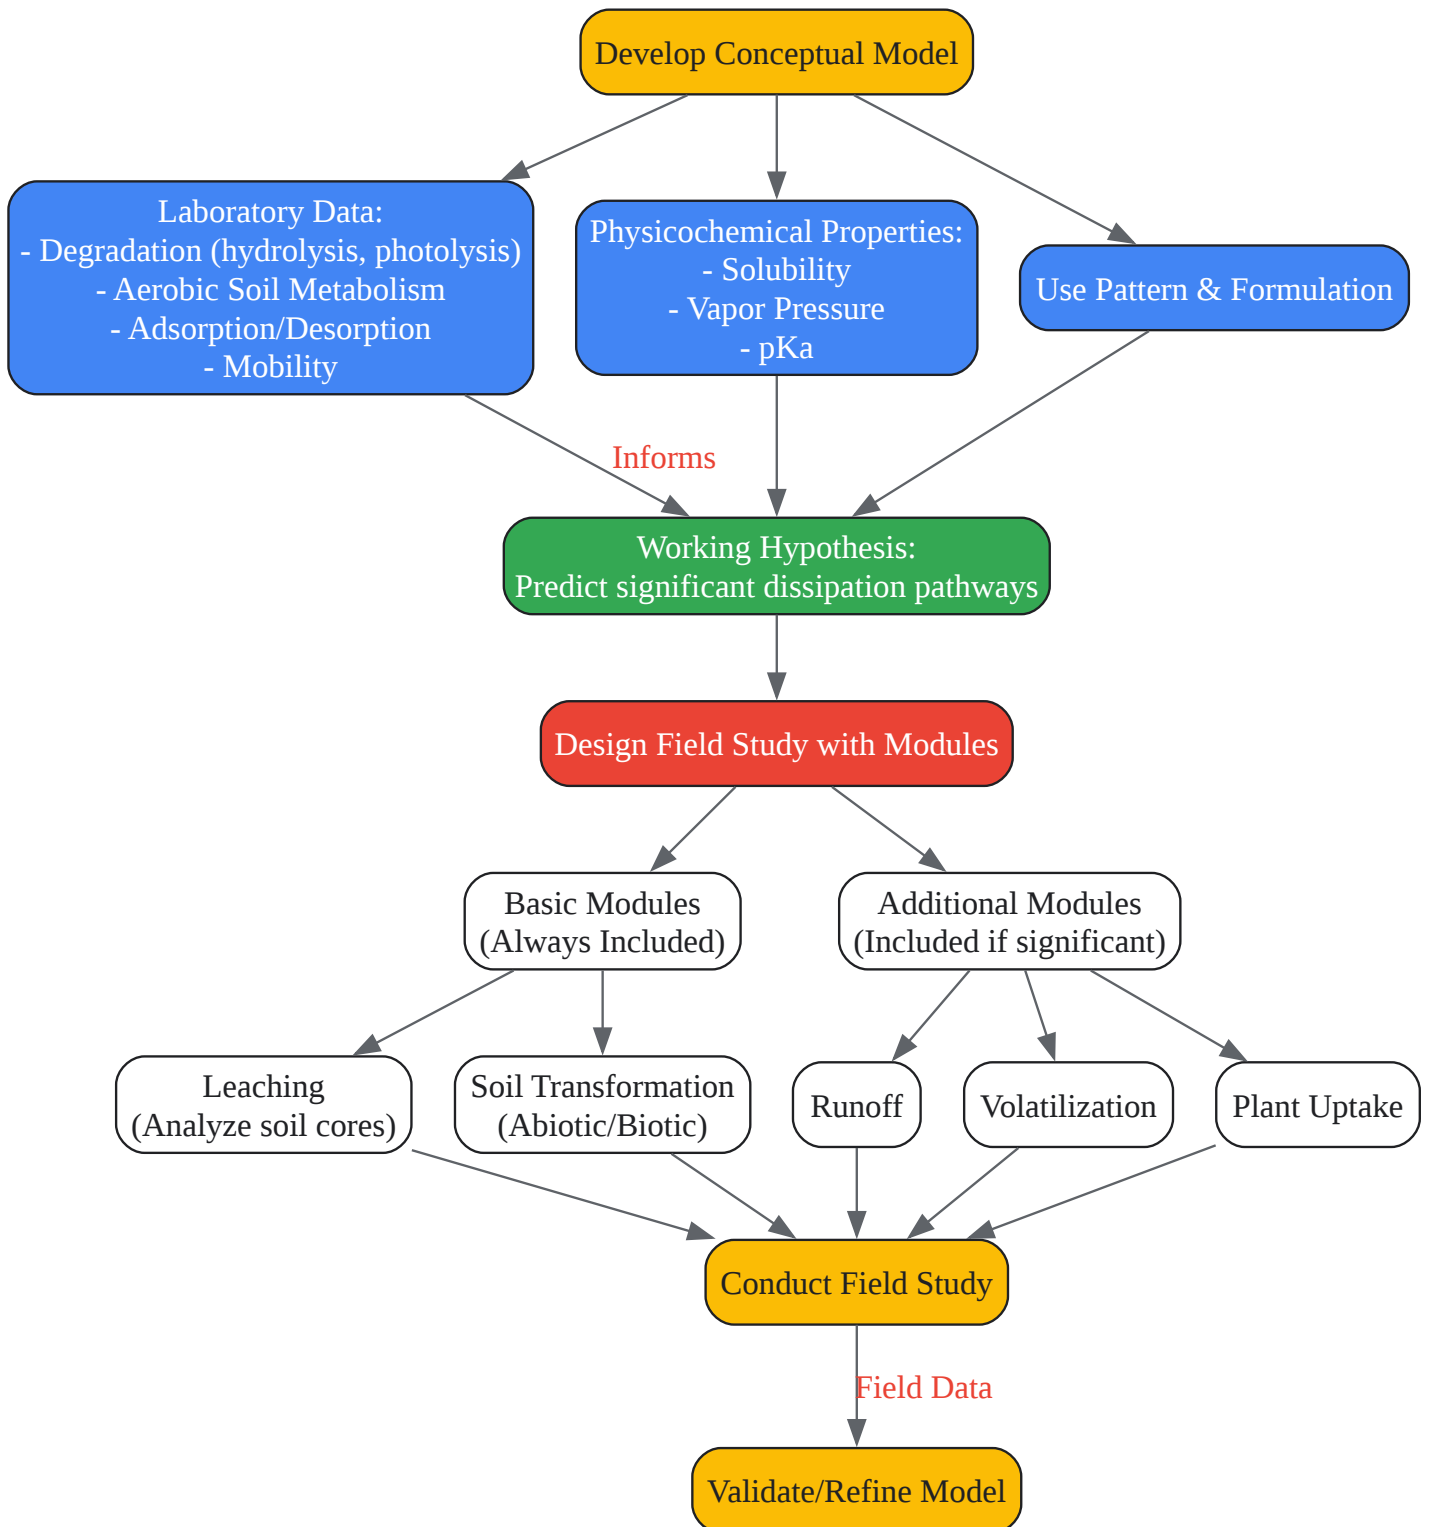 Develop Conceptual Model
Laboratory Data:
- Degradation (hydrolysis, photolysis)
- Aerobic Soil Metabolism
- Adsorption/Desorption
- Mobility
Physicochemical Properties:
- Solubility
- Vapor Pressure
- pKa
Use Pattern & Formulation
Informs
Working Hypothesis:
Predict significant dissipation pathways
Design Field Study with Modules
Basic Modules
(Always Included)
Additional Modules
(Included if significant)
Leaching
(Analyze soil cores)
Soil Transformation
(Abiotic/Biotic)
Runoff
Volatilization
Plant Uptake
Conduct Field Study
Field Data
Validate/Refine Model